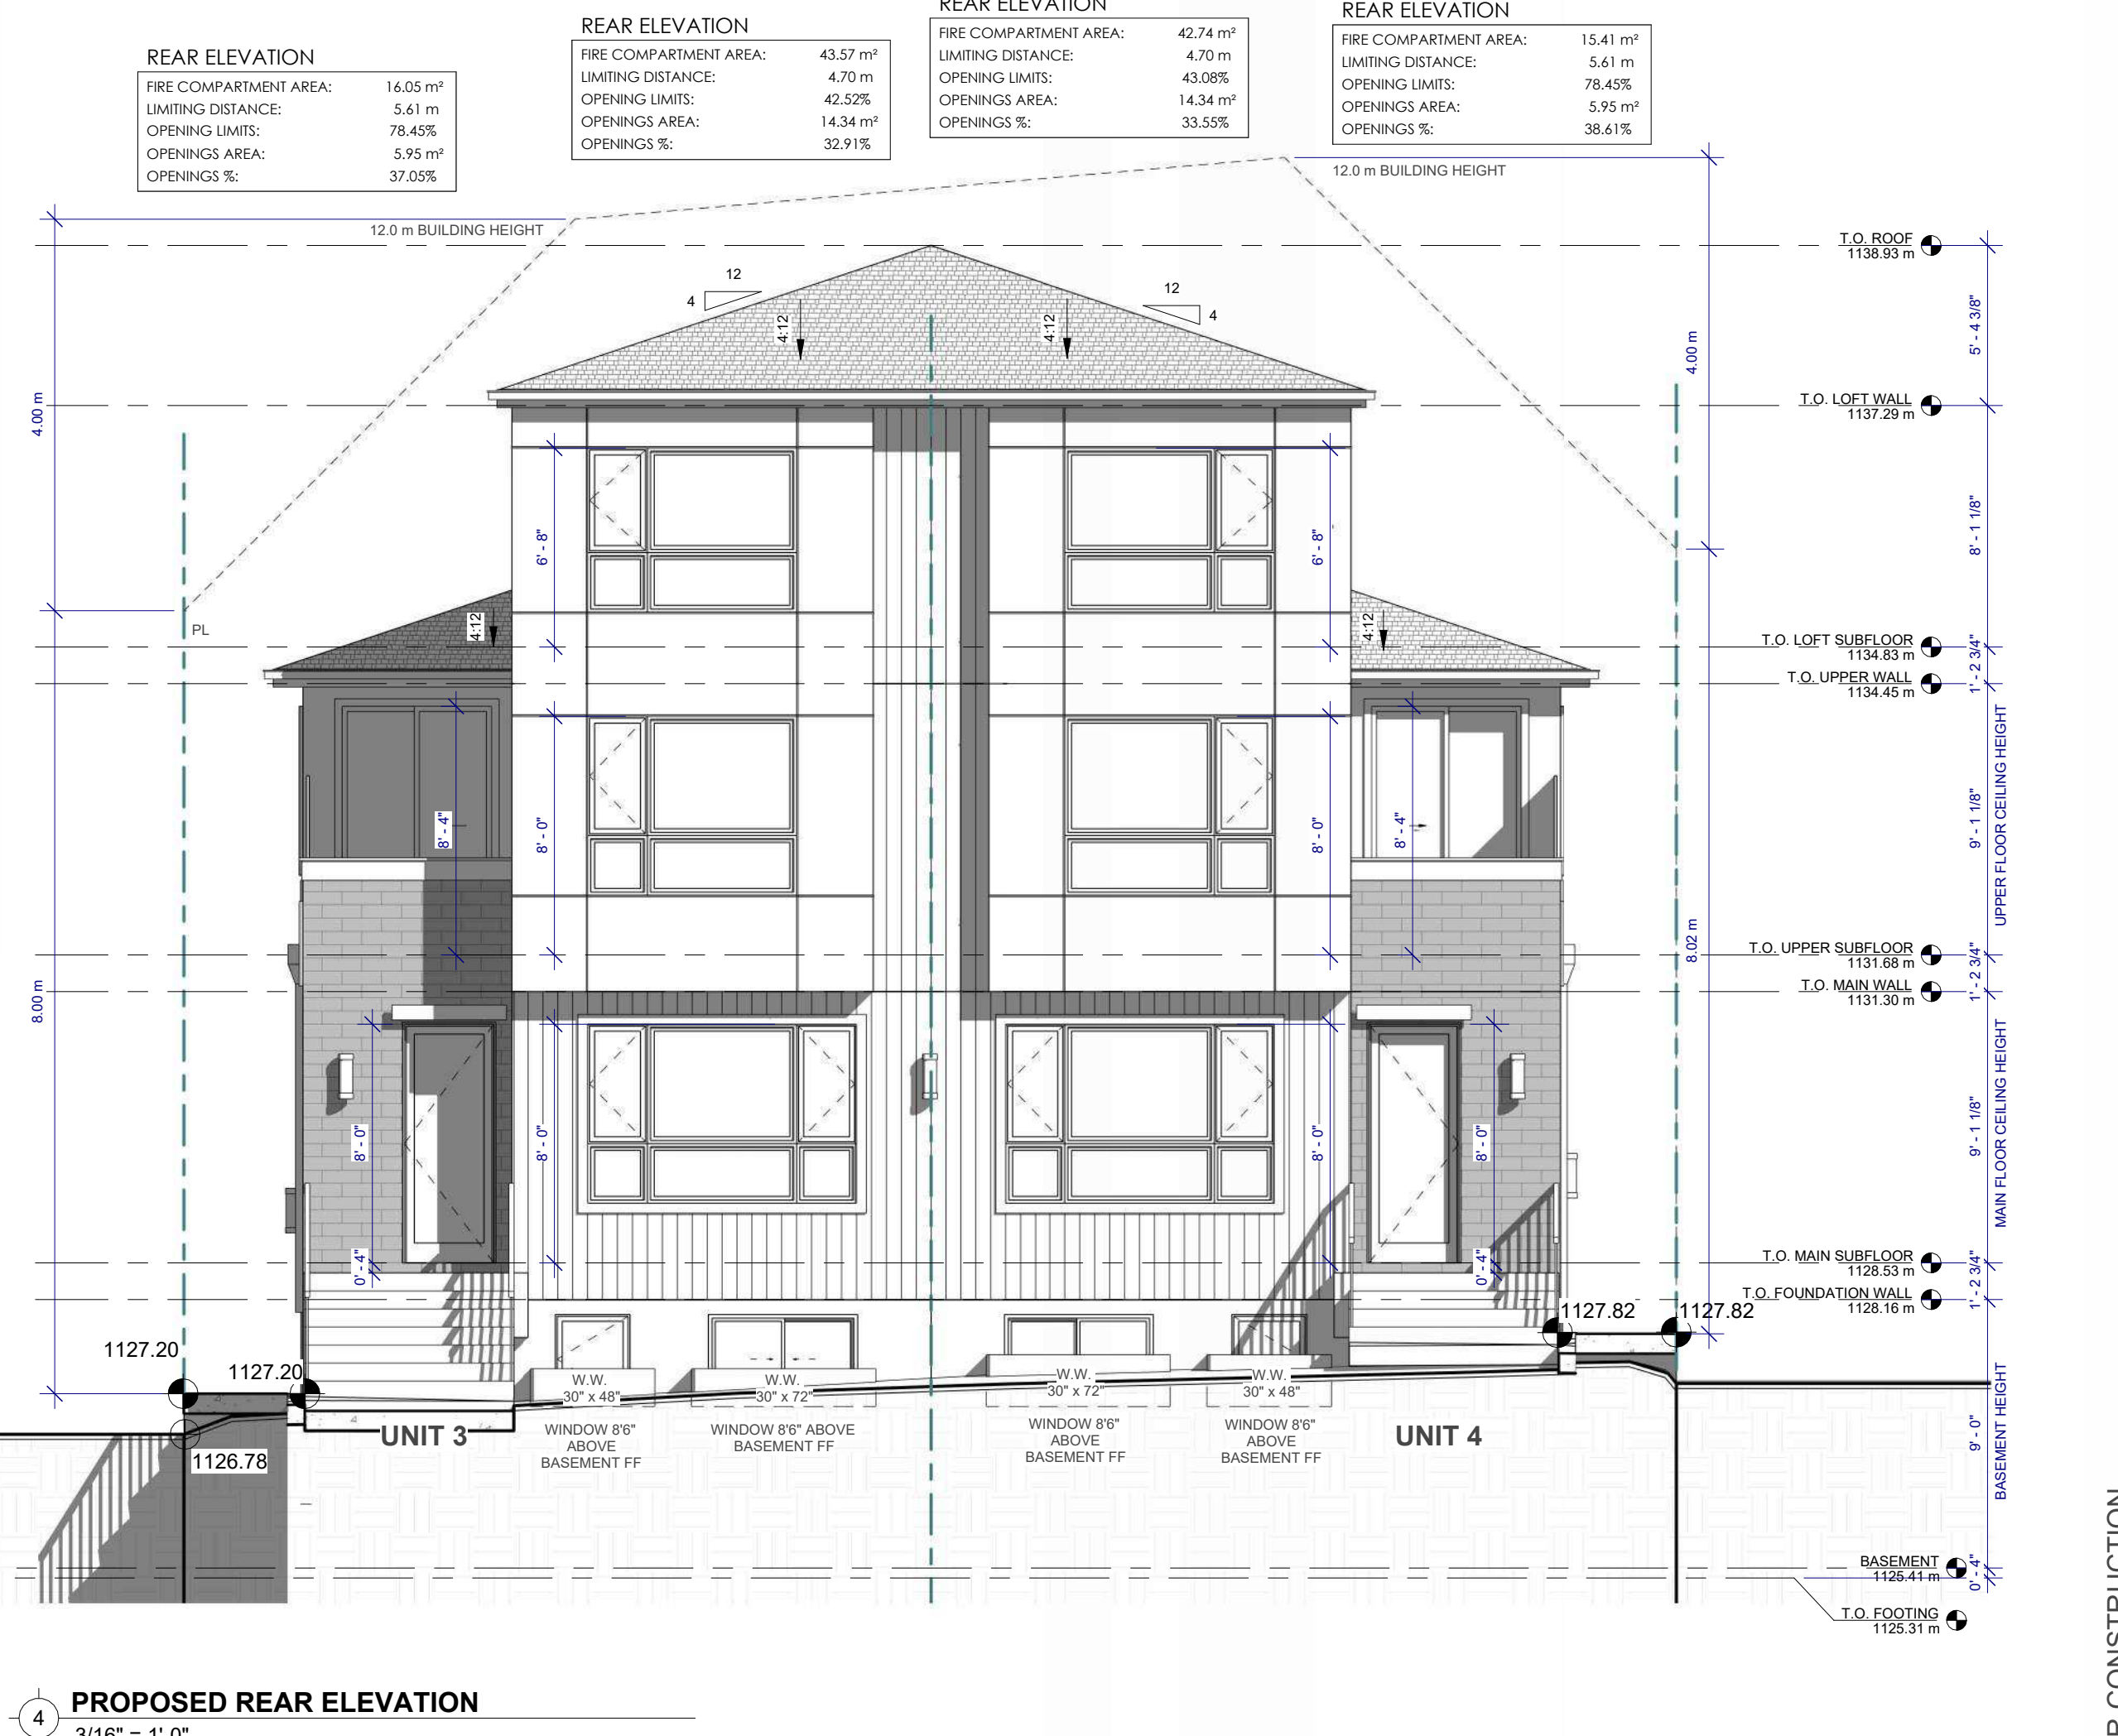 REAR ELEVATION
FIRE COMPARTMENT AREA: 16.05 m²
LIMITING DISTANCE: 5.61 m
OPENING LIMITS: 78.45%
OPENINGS AREA: 5.95 m²
OPENINGS %: 37.05%
REAR ELEVATION
FIRE COMPARTMENT AREA: 43.57 m²
LIMITING DISTANCE: 4.70 m
OPENING LIMITS: 42.52%
OPENINGS AREA: 14.34 m²
OPENINGS %: 32.91%
REAR ELEVATION
FIRE COMPARTMENT AREA: 42.74 m²
LIMITING DISTANCE: 4.70 m
OPENING LIMITS: 43.08%
OPENINGS AREA: 14.34 m²
OPENINGS %: 33.55%
REAR ELEVATION
FIRE COMPARTMENT AREA: 15.41 m²
LIMITING DISTANCE: 5.61 m
OPENING LIMITS: 78.45%
OPENINGS AREA: 5.95 m²
OPENINGS %: 38.61%
12.0 m BUILDING HEIGHT
12.0 m BUILDING HEIGHT
12
4
4:12
4:12
12
4
4.00 m
8.00 m
PL
4:12
4:12
6' - 8"
6' - 8"
8' - 4"
8' - 0"
8' - 0"
8' - 4"
8' - 0"
8' - 0"
8' - 0"
8' - 0"
0' - 4"
0' - 4"
4.00 m
8.02 m
T.O. ROOF
1138.93 m
5' - 4 3/8"
T.O. LOFT WALL
1137.29 m
8' - 1 1/8"
T.O. LOFT SUBFLOOR
1134.83 m
1' - 2 3/4"
T.O. UPPER WALL
1134.45 m
9' - 1 1/8"
UPPER FLOOR CEILING HEIGHT
T.O. UPPER SUBFLOOR
1131.68 m
1' - 2 3/4"
T.O. MAIN WALL
1131.30 m
9' - 1 1/8"
MAIN FLOOR CEILING HEIGHT
T.O. MAIN SUBFLOOR
1128.53 m
1' - 2 3/4"
T.O. FOUNDATION WALL
1128.16 m
9' - 0"
BASEMENT HEIGHT
BASEMENT
1125.41 m
0' - 4"
T.O. FOOTING
1125.31 m
1127.20
1127.20
1126.78
1127.82
1127.82
W.W.
30" x 48"
W.W.
30" x 72"
W.W.
30" x 72"
W.W.
30" x 48"
UNIT 3
WINDOW 8'6"
ABOVE
BASEMENT FF
WINDOW 8'6" ABOVE
BASEMENT FF
WINDOW 8'6"
ABOVE
BASEMENT FF
WINDOW 8'6"
ABOVE
BASEMENT FF
UNIT 4
4
PROPOSED REAR ELEVATION
3/16" = 1'-0"
CONSTRUCTION